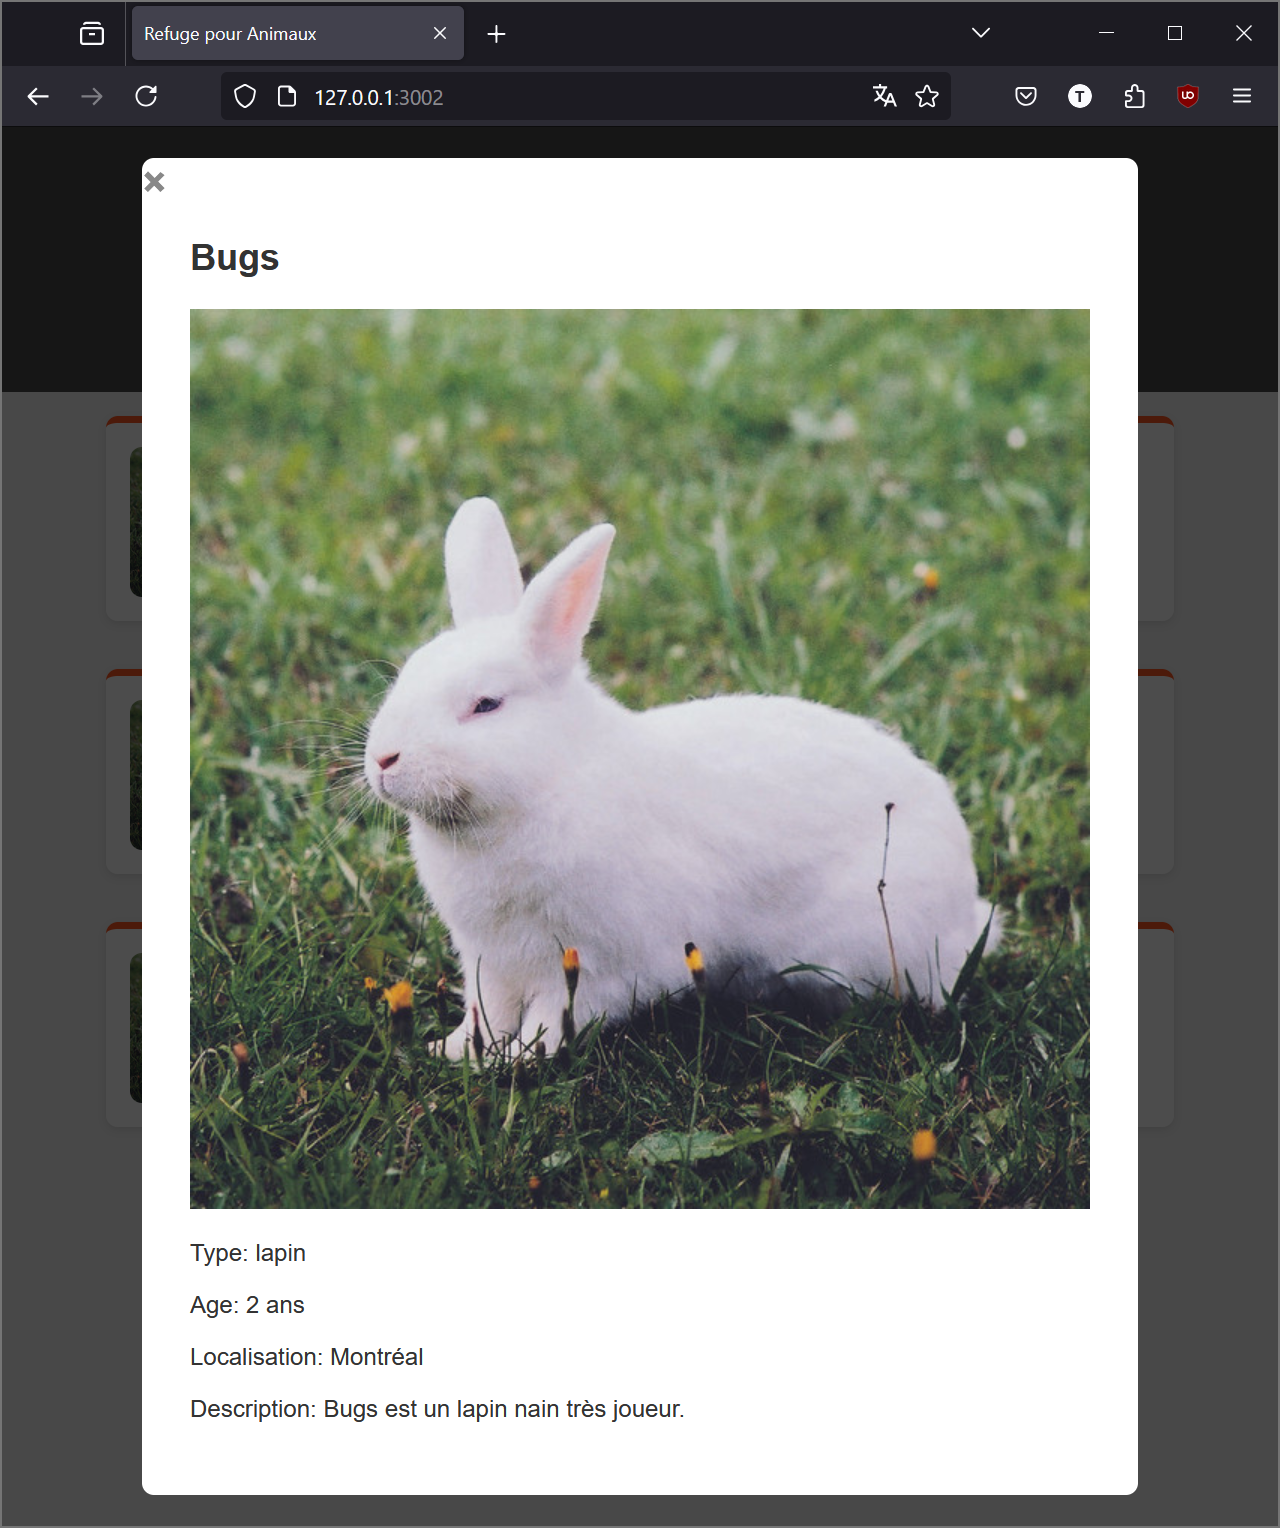 Refuge pour Animaux
127.0.0.1:3002
T
Bugs
Type: lapin
Age: 2 ans
Localisation: Montréal
Description: Bugs est un lapin nain très joueur.